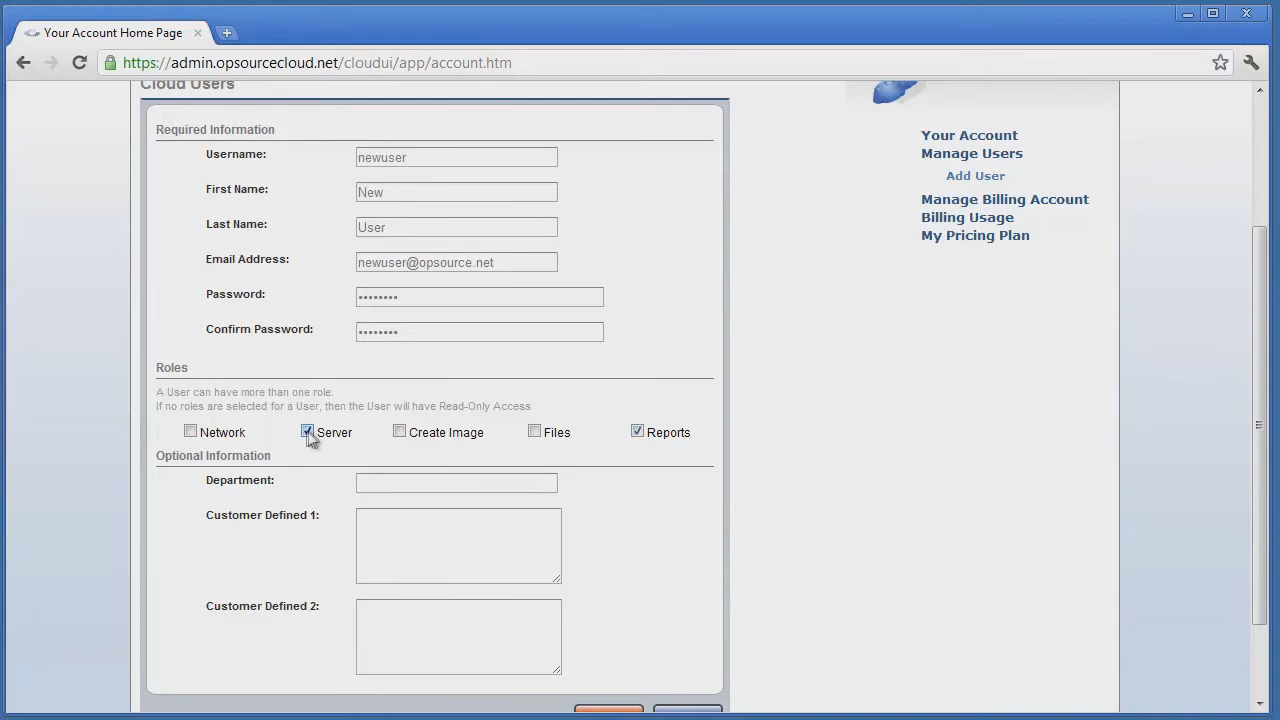 Your Account Home Page
https://admin.opsourcecloud.net/cloudui/app/account.htm
Cloud Users
Required Information
Username: newuser
First Name: New
Last Name: User
Email Address: newuser@opsource.net
Password: ••••••••
Confirm Password: ••••••••
Roles
A User can have more than one role.
If no roles are selected for a User, then the User will have Read-Only Access
Network Server Create Image Files Reports
Optional Information
Department:
Customer Defined 1:
Customer Defined 2:
Your Account
Manage Users
Add User
Manage Billing Account
Billing Usage
My Pricing Plan